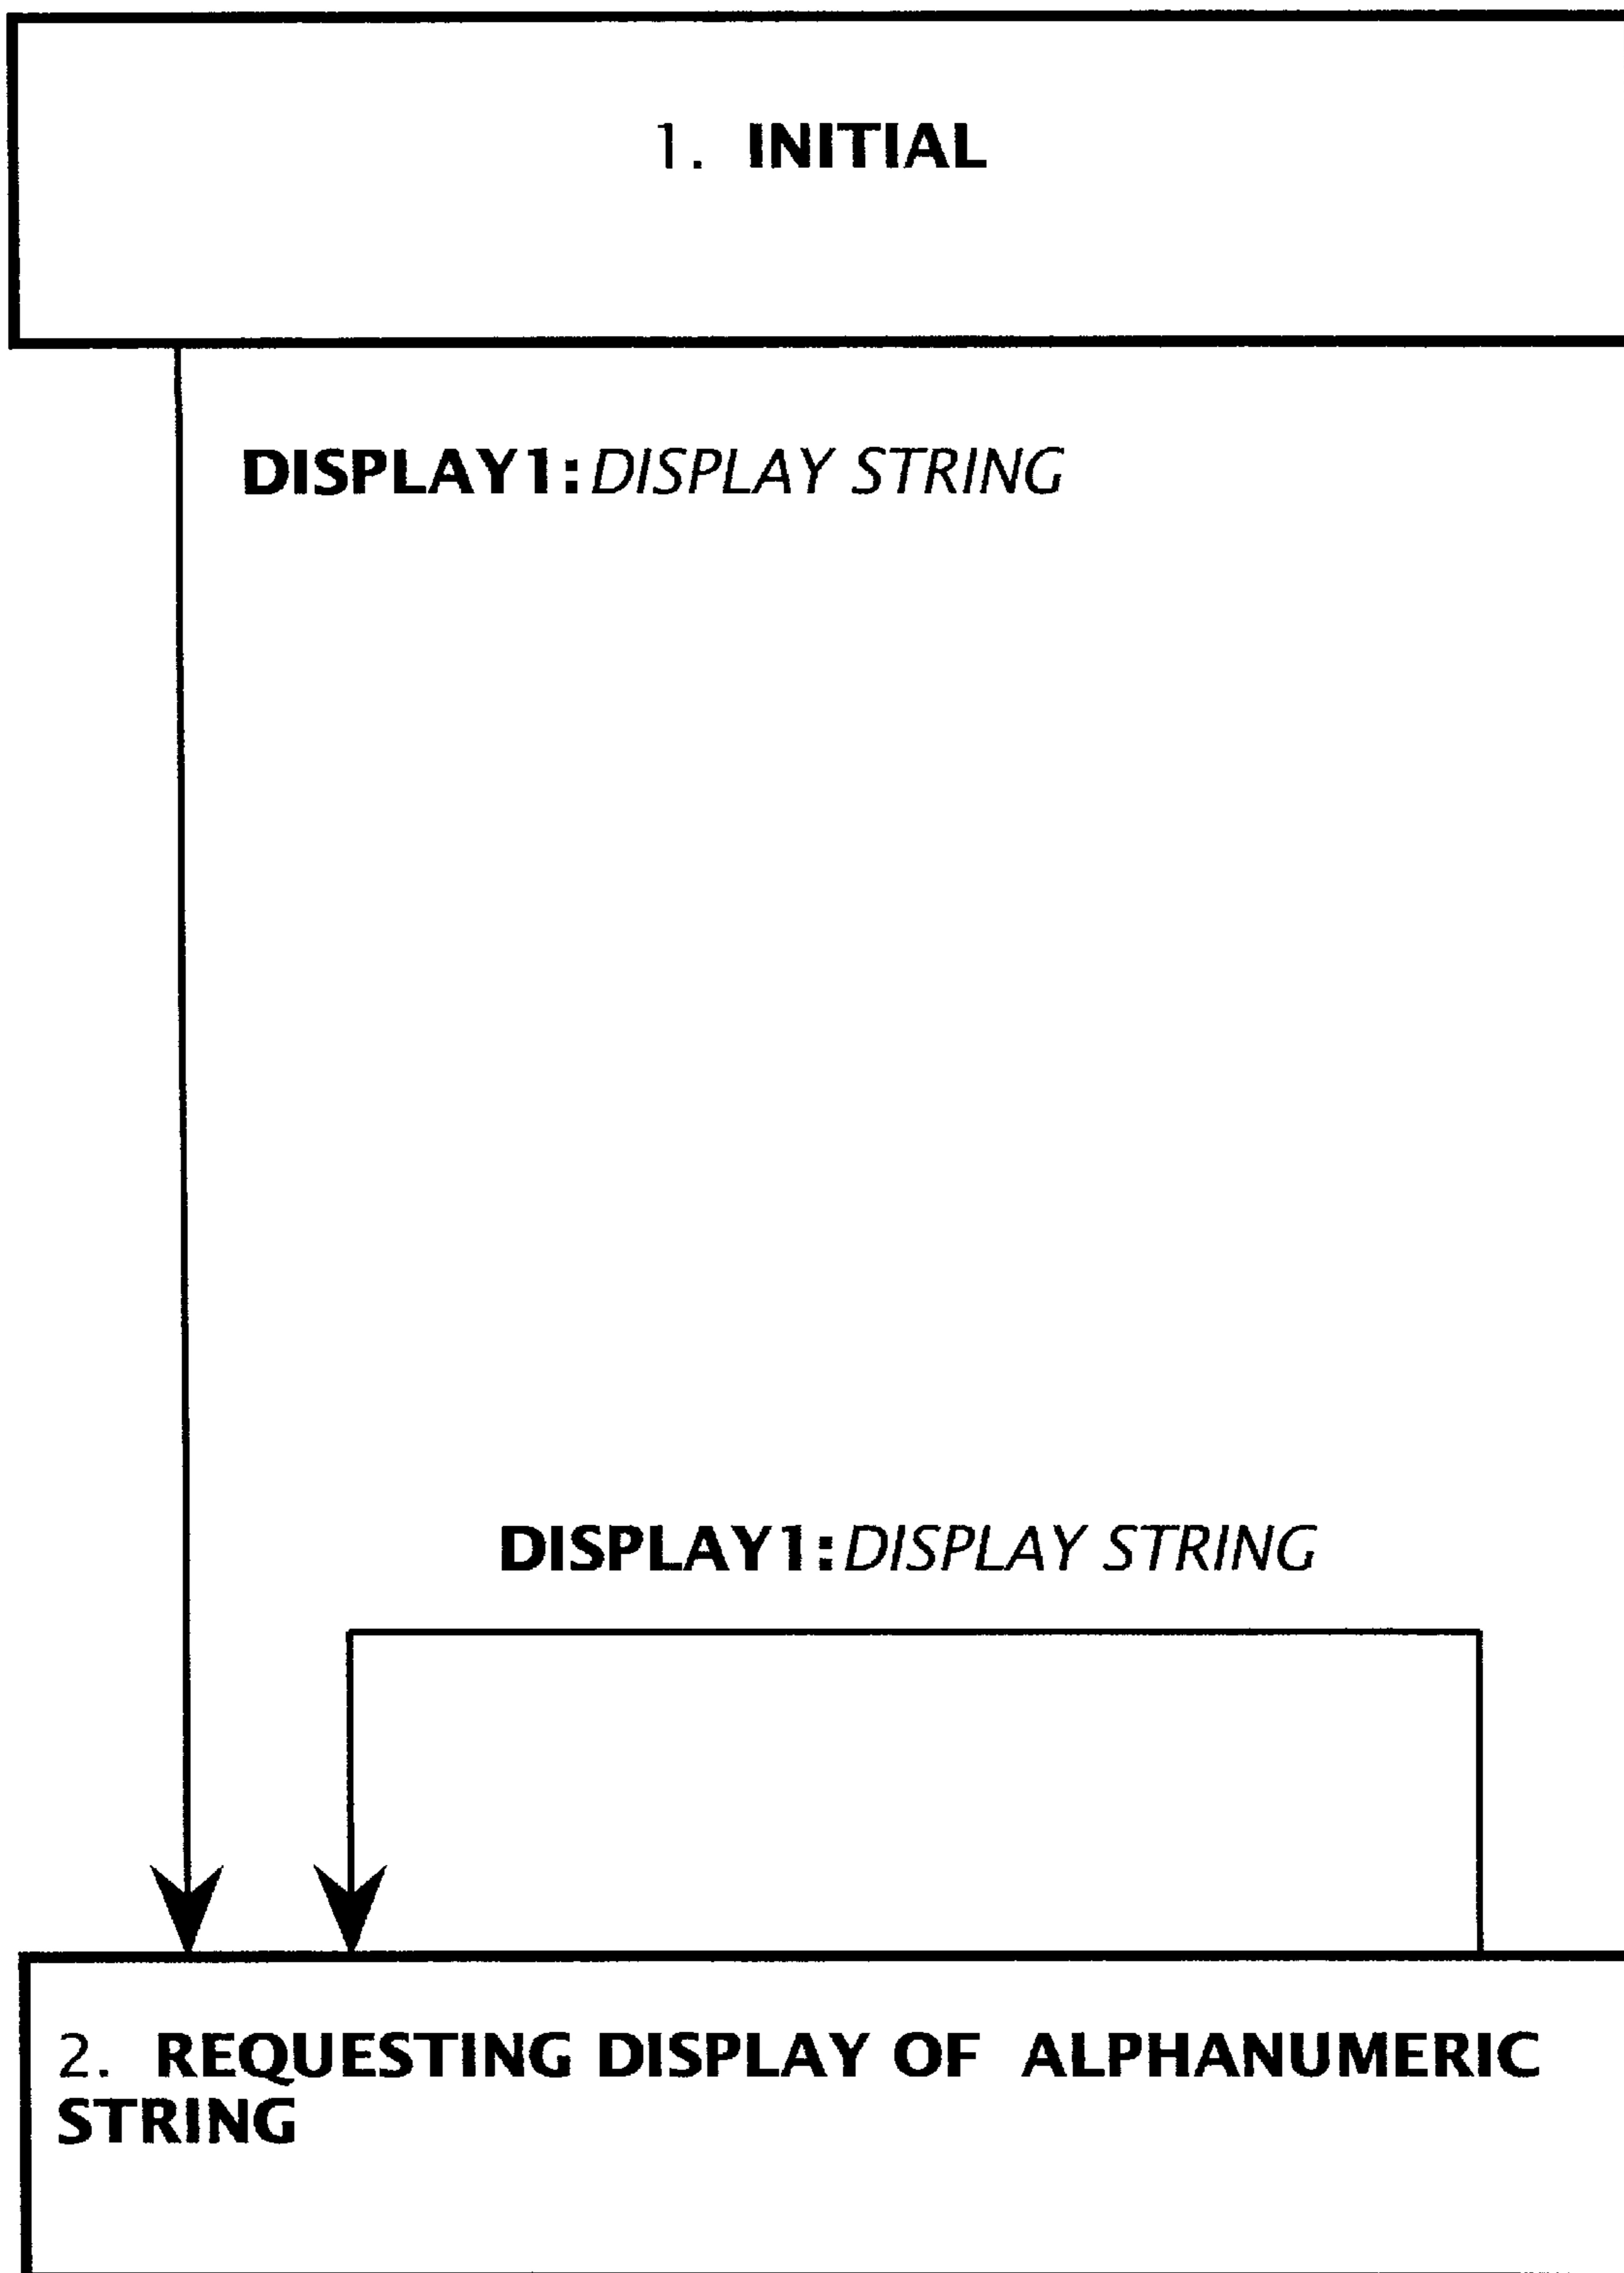 1. INITIAL
DISPLAY1:DISPLAY STRING
DISPLAY1:DISPLAY STRING
2. REQUESTING DISPLAY OF ALPHANUMERIC
STRING